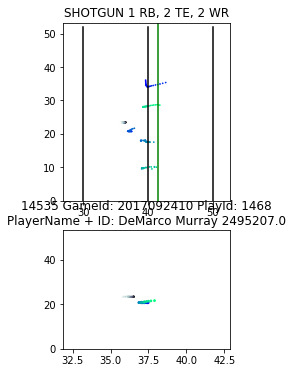 SHOTGUN 1 RB, 2 TE, 2 WR
50
40
30
20
10
0
30 40 50
14535 GameId: 2017092410 PlayId: 1468
PlayerName + ID: DeMarco Murray 2495207.0
40
20
0
32.5 35.0 37.5 40.0 42.5